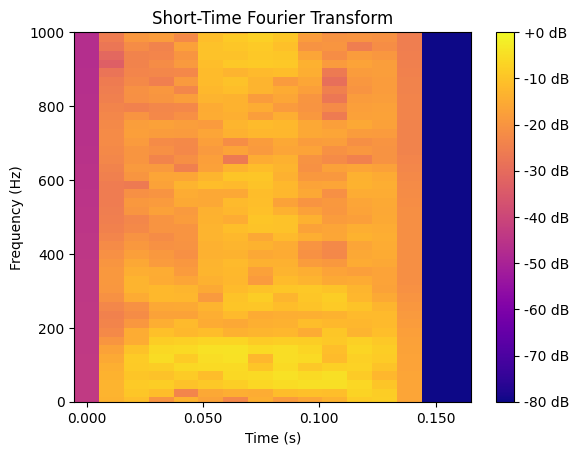 Short-Time Fourier Transform
Frequency (Hz)
1000
800
600
400
200
0
0.000
0.050
0.100
0.150
Time (s)
+0 dB
-10 dB
-20 dB
-30 dB
-40 dB
-50 dB
-60 dB
-70 dB
-80 dB